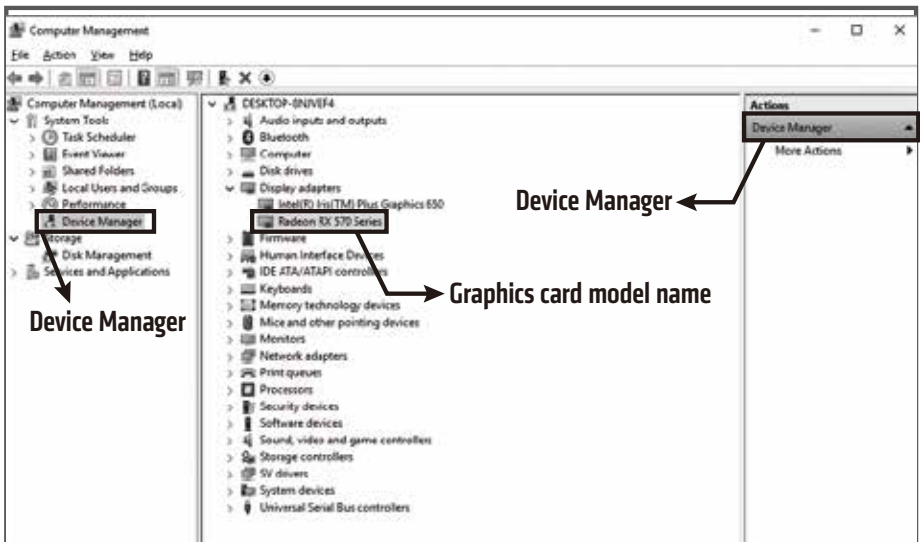 Computer Management
File Action View Help
Computer Management (Local)
System Tools
Task Scheduler
Event Viewer
Shared Folders
Local Users and Groups
Performance
Device Manager
Storage
Disk Management
Services and Applications
Device Manager
DESKTOP-8NJVEF4
Audio inputs and outputs
Bluetooth
Computer
Disk drives
Display adapters
Intel(R) Iris(TM) Plus Graphics 650
Radeon RX 570 Series
Firmware
Human Interface Devices
IDE ATA/ATAPI controllers
Keyboards
Memory technology devices
Mice and other pointing devices
Monitors
Network adapters
Print queues
Processors
Security devices
Software devices
Sound, video and game controllers
Storage controllers
SV drivers
System devices
Universal Serial Bus controllers
Device Manager
Graphics card model name
Actions
Device Manager
More Actions